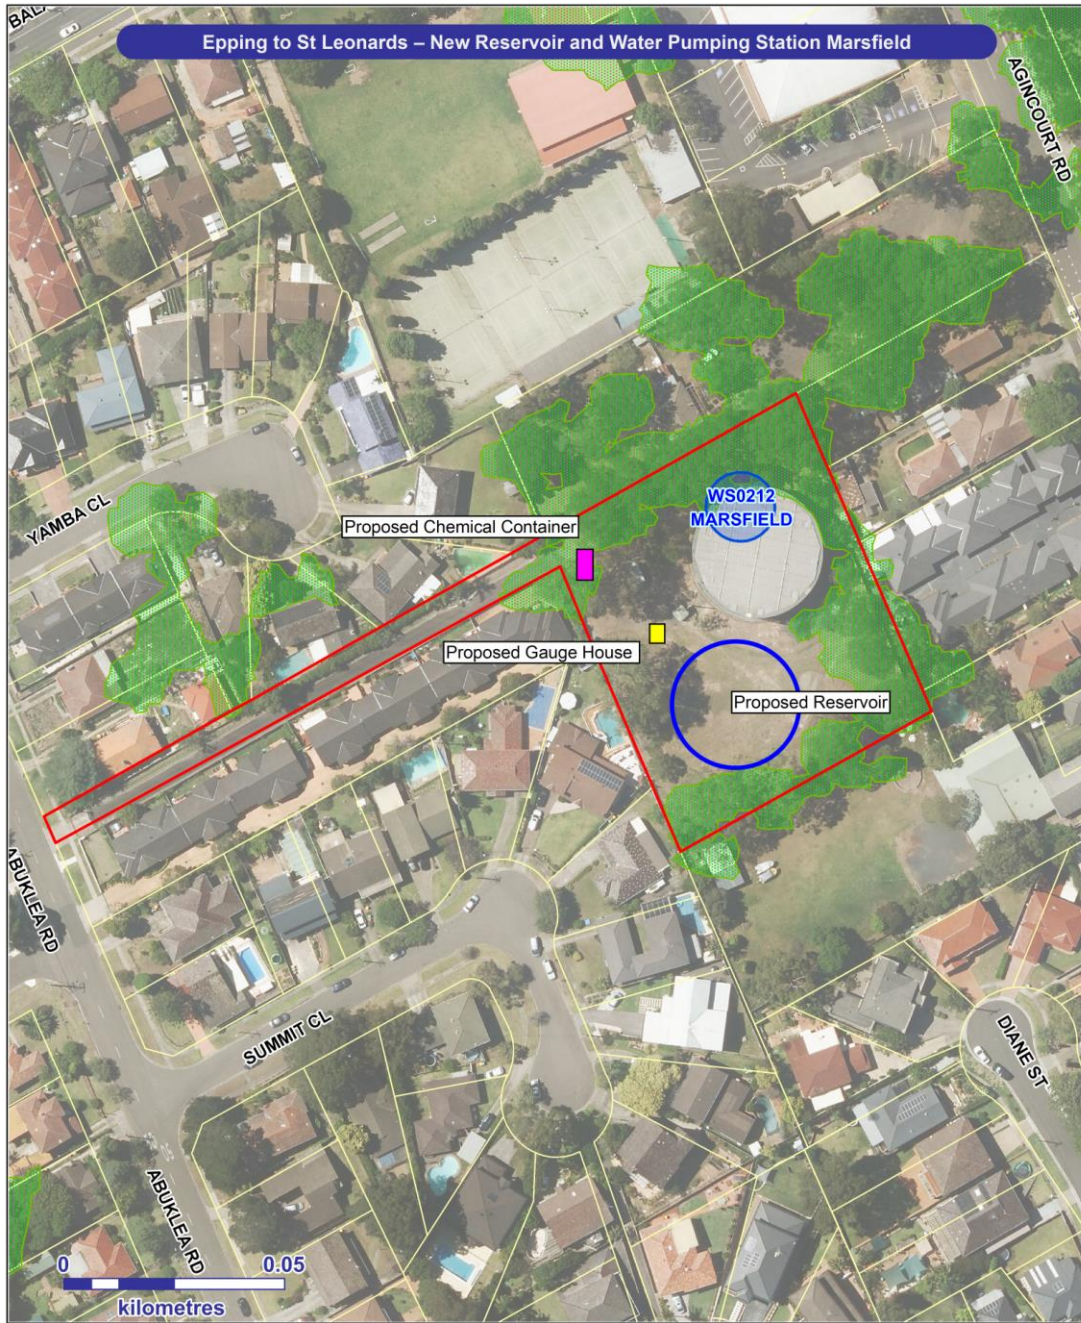 BALA
Epping to St Leonards – New Reservoir and Water Pumping Station Marsfield
AGINCOURT RD
WS0212
MARSFIELD
YAMBA CL
Proposed Chemical Container
Proposed Gauge House
Proposed Reservoir
ABUKLEA RD
SUMMIT CL
DIANE ST
ABUKLEA RD
0 0.05
kilometres